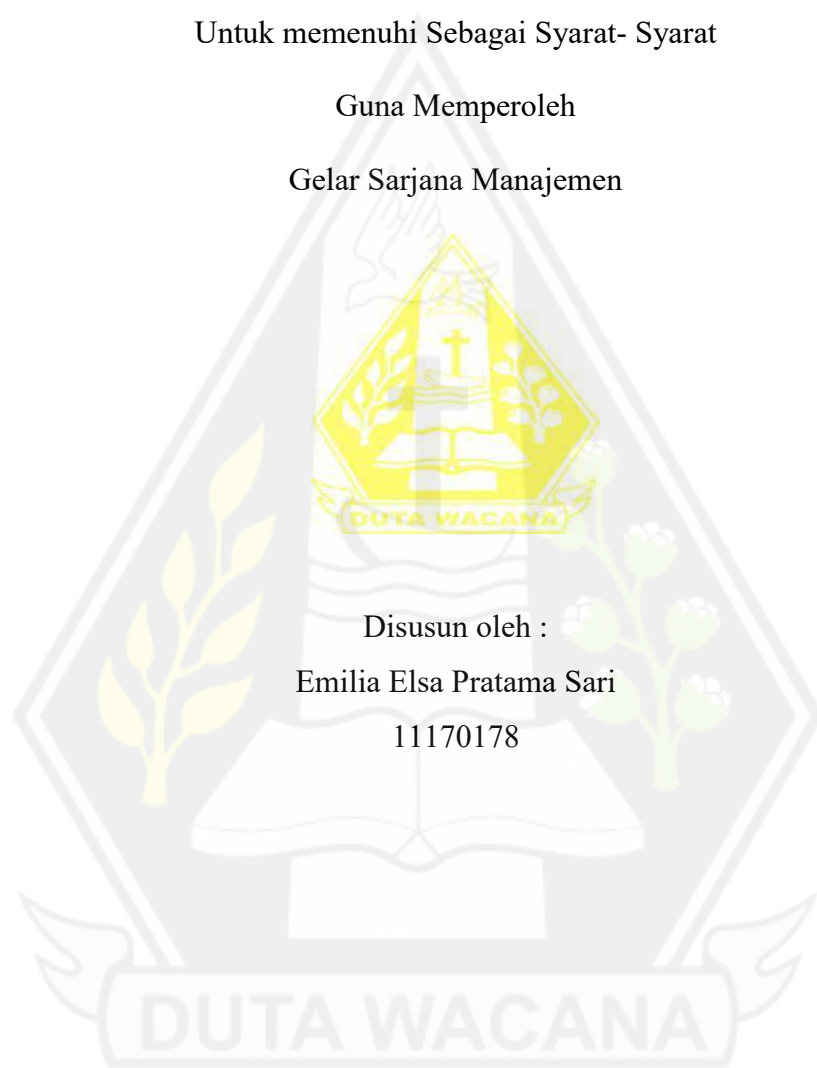 Untuk memenuhi Sebagai Syarat- Syarat
Guna Memperoleh
Gelar Sarjana Manajemen
DUTA WACANA
Disusun oleh :
Emilia Elsa Pratama Sari
11170178
DUTA WACANA